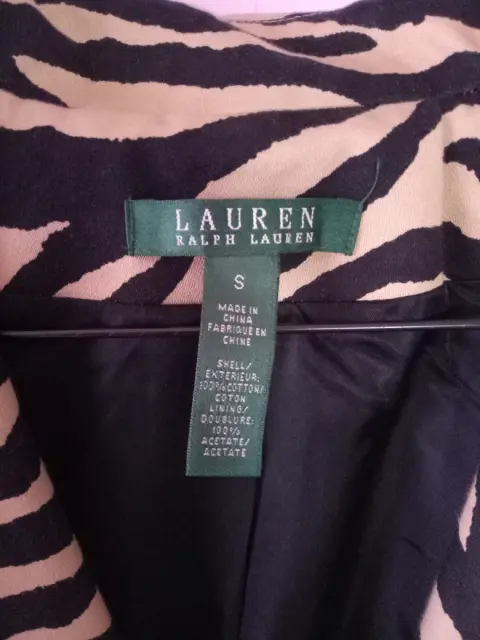 LAUREN
RALPH LAUREN
S
MADE IN
CHINA
FABRIQUE EN
CHINE
SHELL/
EXTERIEUR:
100% COTTON/
COTON
LINING/
DOUBLURE:
100%
ACETATE/
ACETATE